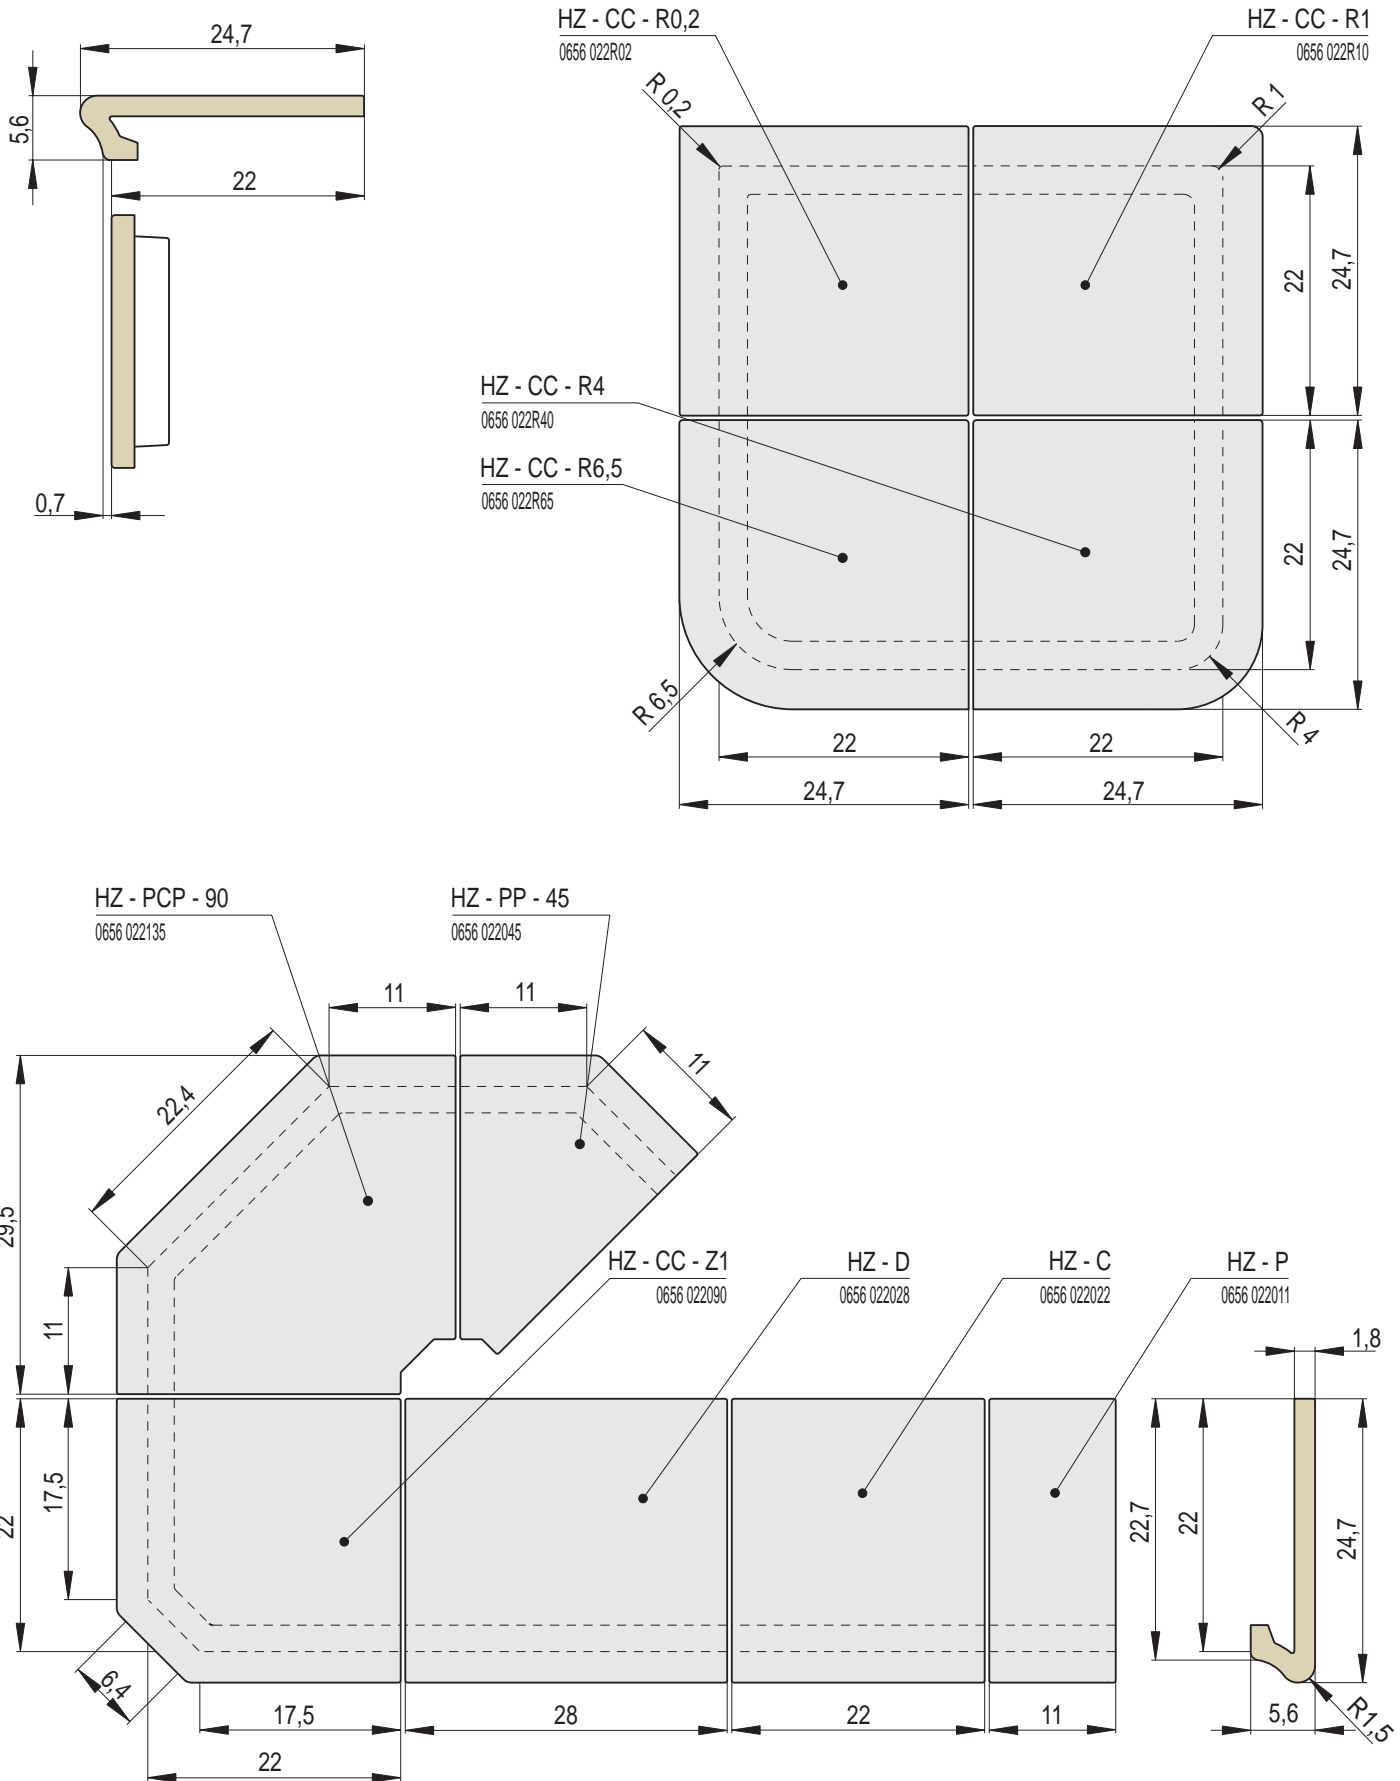 24,7
5,6
22
0,7
HZ - CC - R0,2
0656 022R02
HZ - CC - R1
0656 022R10
R 0,2
R 1
22
24,7
HZ - CC - R4
0656 022R40
HZ - CC - R6,5
0656 022R65
22
24,7
R 6,5
R 4
22
22
24,7
24,7
HZ - PCP - 90
0656 022135
HZ - PP - 45
0656 022045
11
11
22,4
11
29,5
11
HZ - CC - Z1
0656 022090
HZ - D
0656 022028
HZ - C
0656 022022
HZ - P
0656 022011
1,8
22
17,5
22,7
22
24,7
6,4
17,5
28
22
11
5,6
R1,5
22